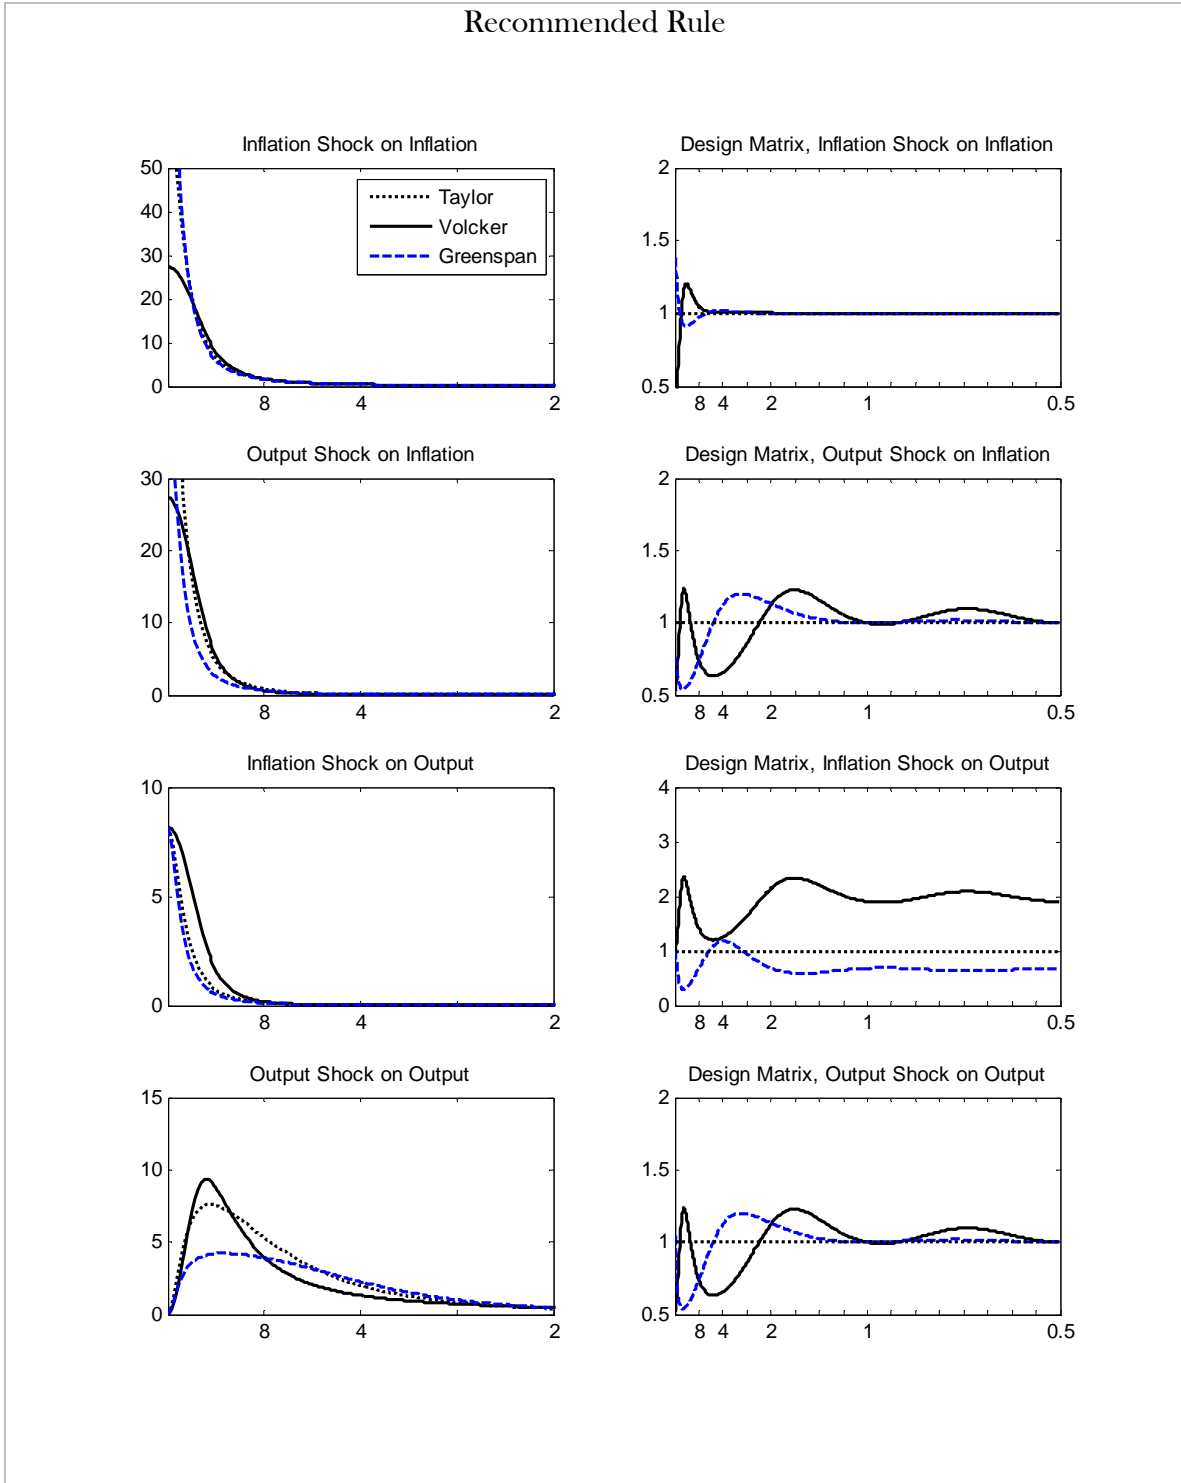 Recommended Rule
Inflation Shock on Inflation
50
40
30
20
10
0
8 4 2
Taylor
Volcker
Greenspan
Design Matrix, Inflation Shock on Inflation
2
1.5
1
0.5
8 4 2 1 0.5
Output Shock on Inflation
30
20
10
0
8 4 2
Design Matrix, Output Shock on Inflation
2
1.5
1
0.5
8 4 2 1 0.5
Inflation Shock on Output
10
5
0
8 4 2
Design Matrix, Inflation Shock on Output
4
3
2
1
0
8 4 2 1 0.5
Output Shock on Output
15
10
5
0
8 4 2
Design Matrix, Output Shock on Output
2
1.5
1
0.5
8 4 2 1 0.5